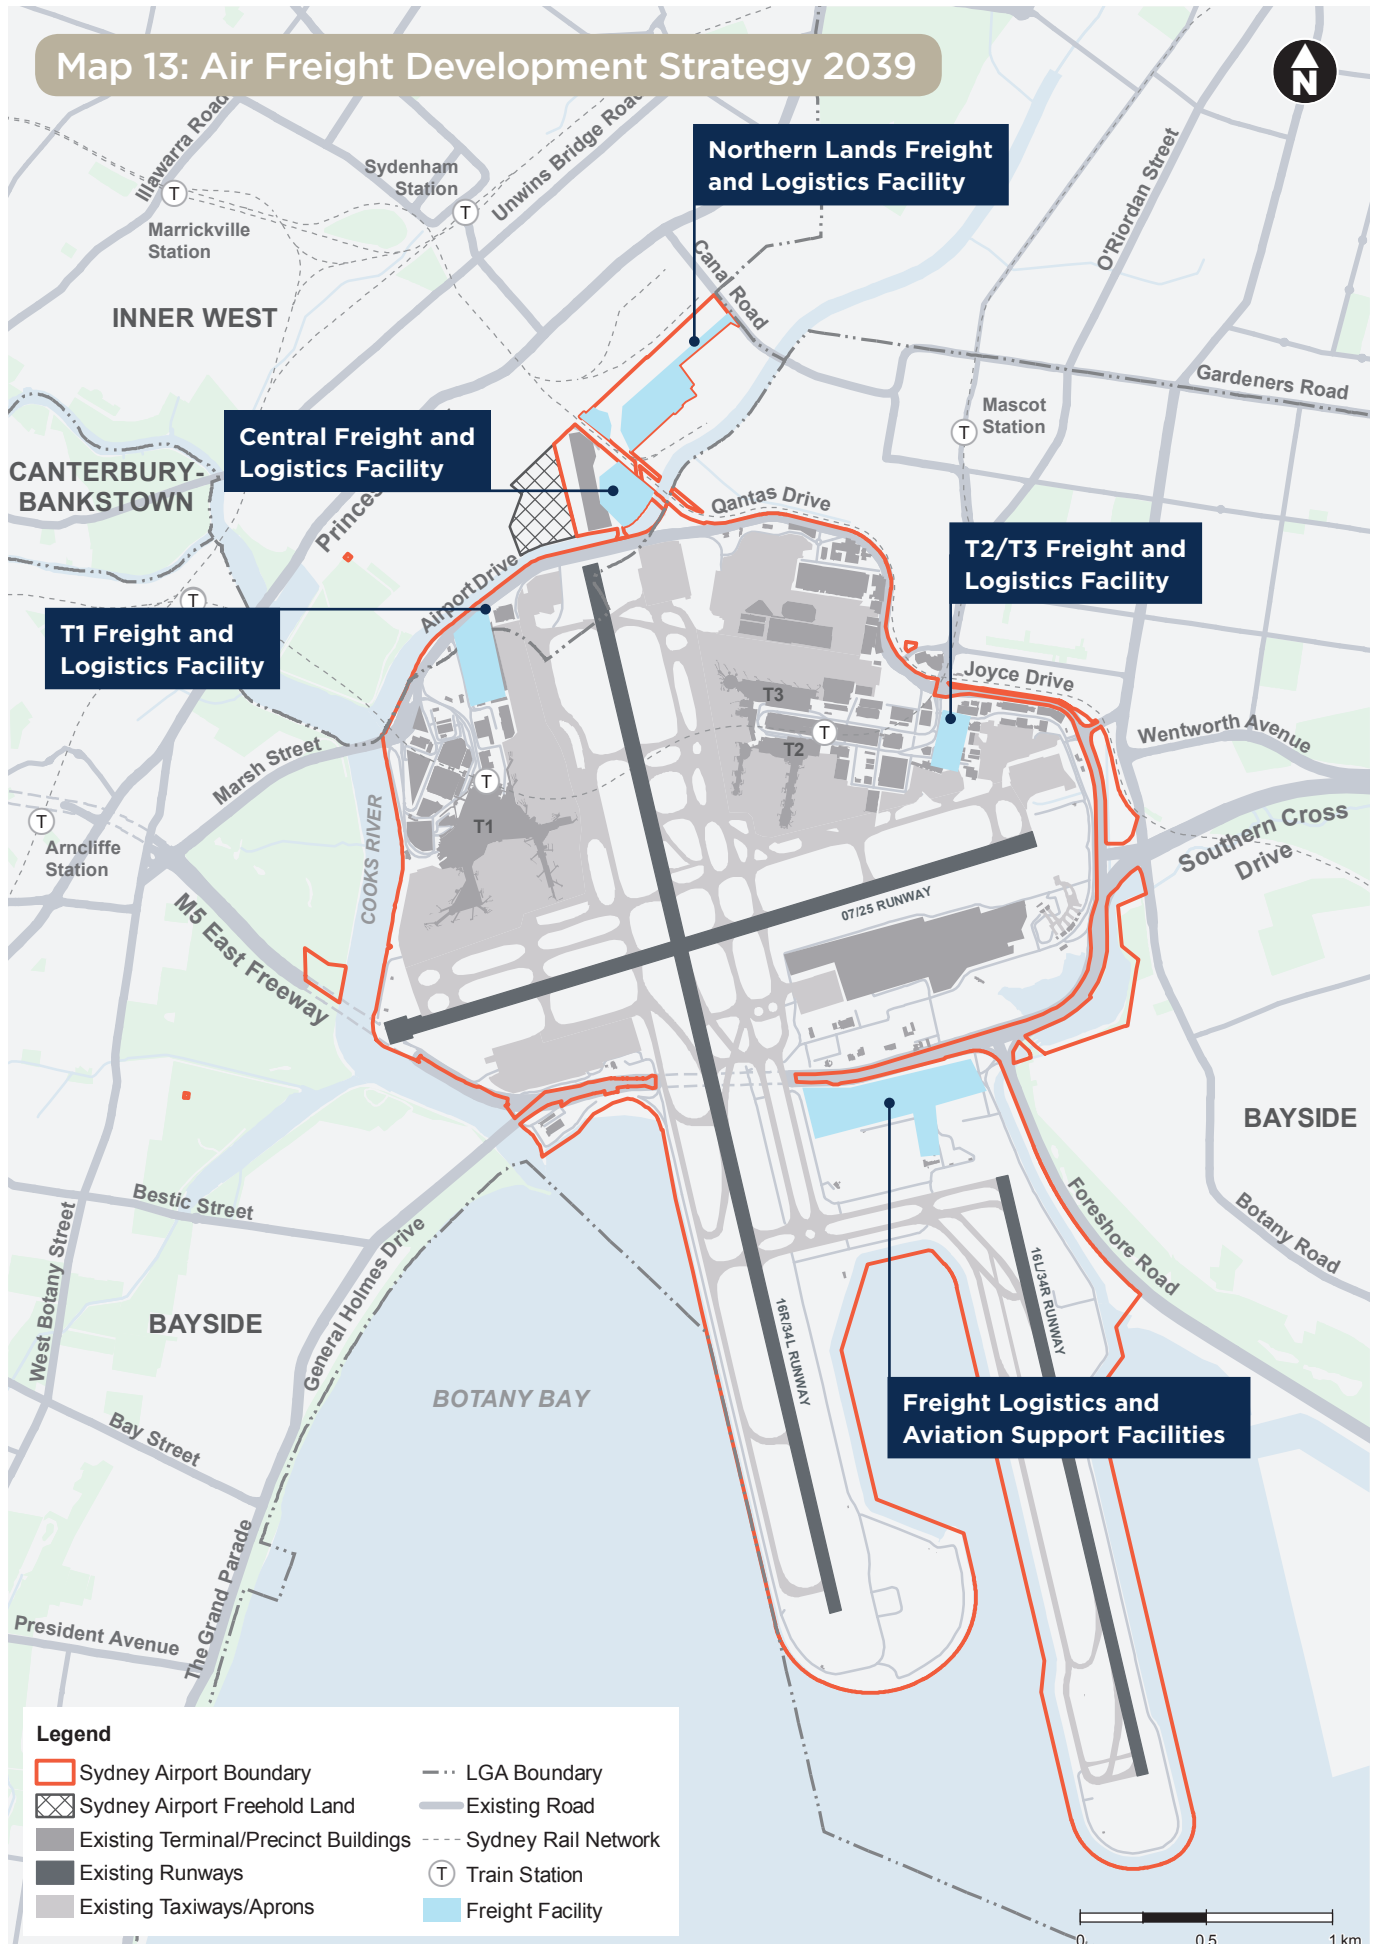 Map 13: Air Freight Development Strategy 2039
N
Illawarra Road
Sydenham
Station
T
T
Unwins Bridge Road
Marrickville
Station
Northern Lands Freight
and Logistics Facility
O'Riordan Street
Canal Road
INNER WEST
Gardeners Road
Mascot
Station
T
Central Freight and
Logistics Facility
CANTERBURY-
BANKSTOWN
Princes
Qantas Drive
T2/T3 Freight and
Logistics Facility
Airport Drive
T
T1 Freight and
Logistics Facility
Joyce Drive
T3
T
T2
Wentworth Avenue
Marsh Street
T
T1
COOKS RIVER
T
Arncliffe
Station
Southern Cross
Drive
M5 East Freeway
07/25 RUNWAY
BAYSIDE
Bestic Street
West Botany Street
General Holmes Drive
Foreshore Road
Botany Road
16R/34L RUNWAY
16L/34R RUNWAY
BAYSIDE
BOTANY BAY
Freight Logistics and
Aviation Support Facilities
Bay Street
The Grand Parade
President Avenue
Legend
Sydney Airport Boundary
Sydney Airport Freehold Land
Existing Terminal/Precinct Buildings
Existing Runways
Existing Taxiways/Aprons
LGA Boundary
Existing Road
Sydney Rail Network
T Train Station
Freight Facility
0 0.5 1 km